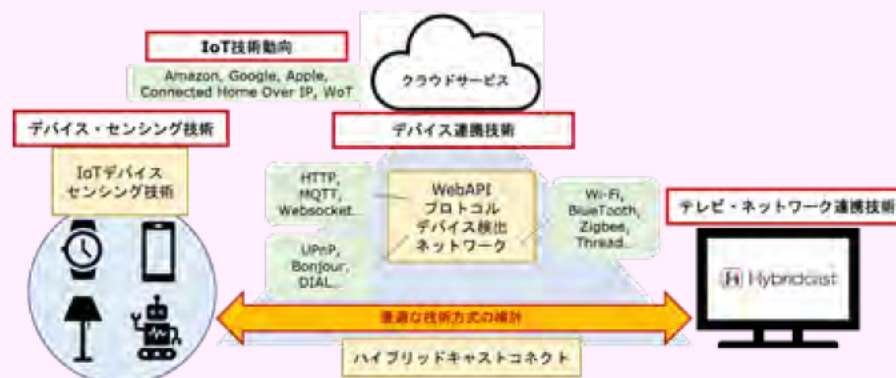 IoT技術動向
Amazon, Google, Apple,
Connected Home Over IP, WoT
クラウドサービス
デバイス・センシング技術
デバイス連携技術
IoTデバイス
センシング技術
HTTP,
MQTT,
Websocket…
WebAPI
プロトコル
デバイス検出
ネットワーク
Wi-Fi,
BlueTooth,
Zigbee,
Thread…
テレビ・ネットワーク連携技術
UPnP,
Bonjour,
DIAL…
Hybridcast
最適な技術方式の検討
ハイブリッドキャストコネクト